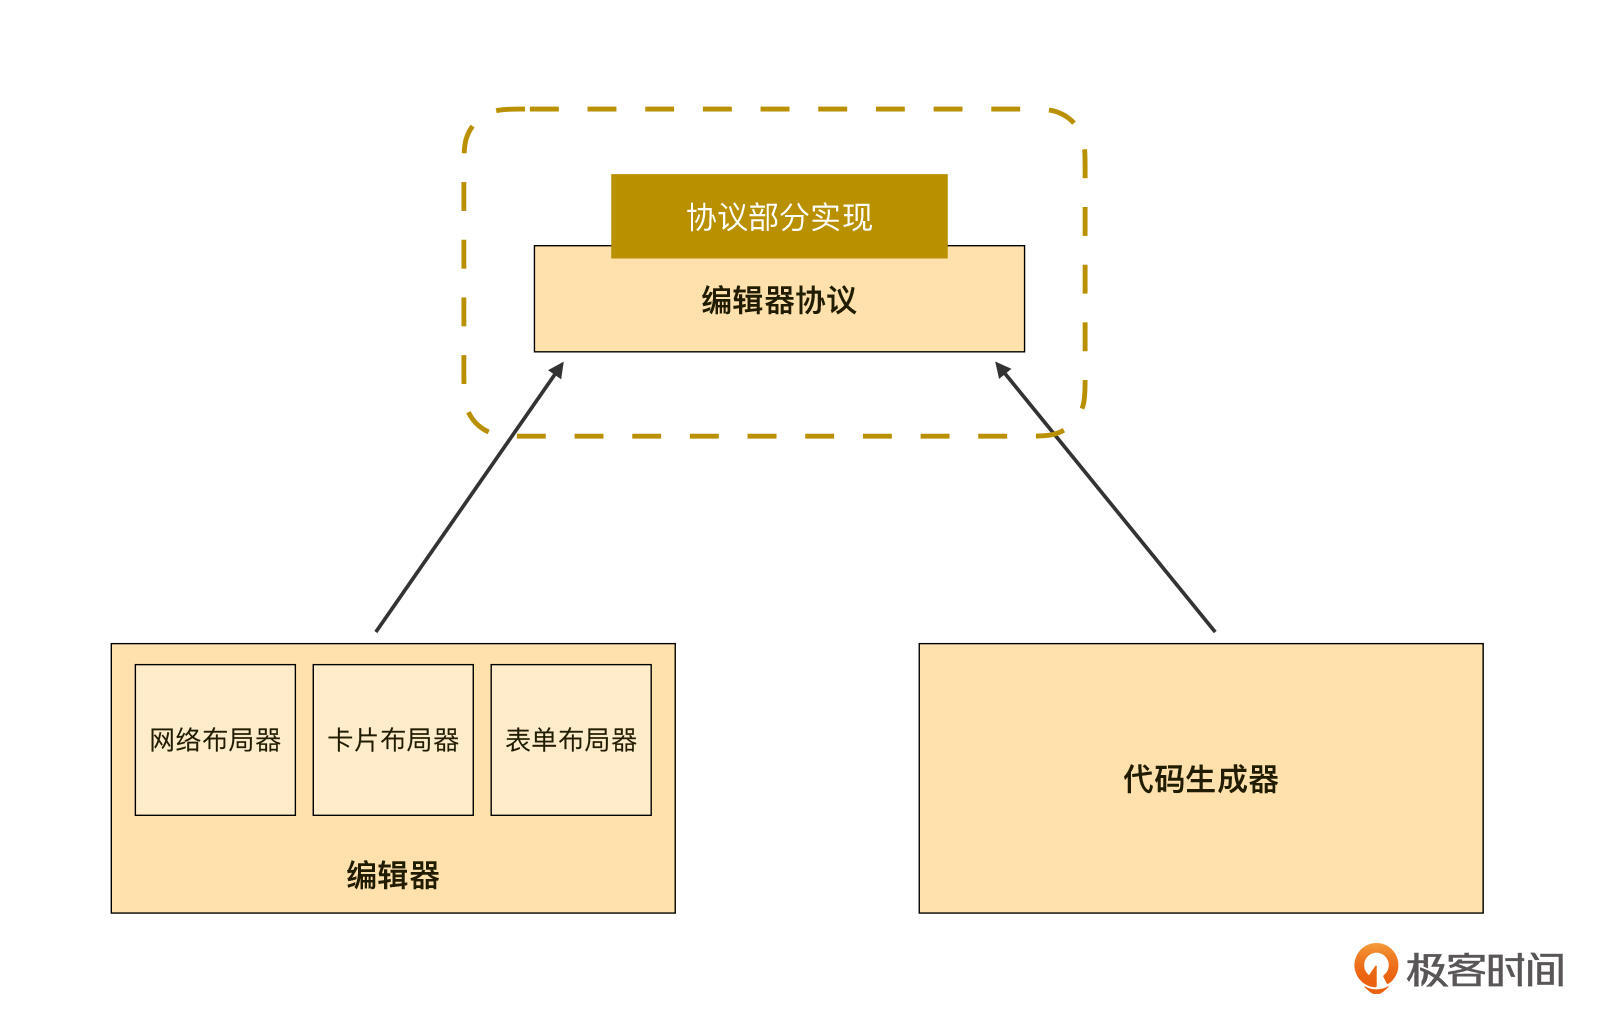 协议部分实现
编辑器协议
网络布局器
卡片布局器
表单布局器
编辑器
代码生成器
极客时间